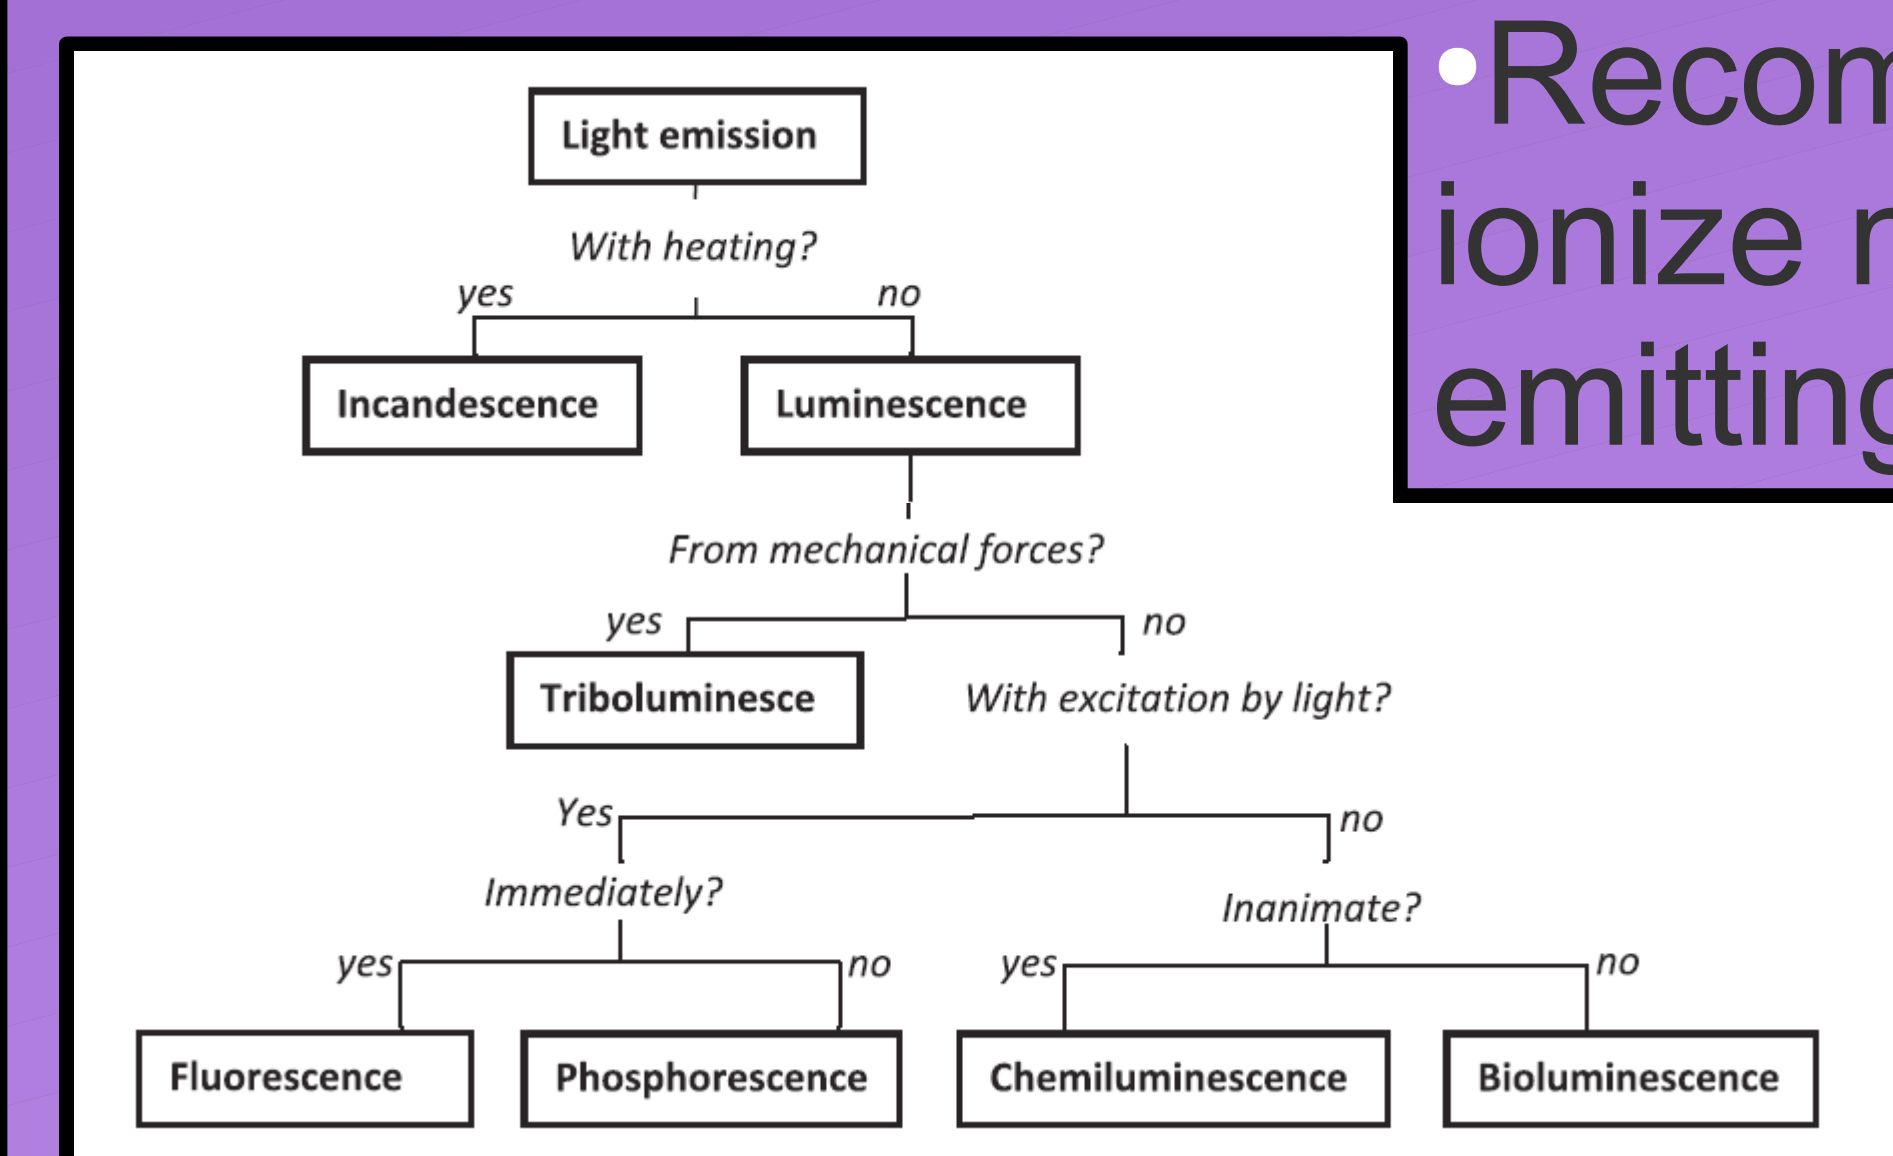 Light emission
With heating?
yes no
Incandescence Luminescence
From mechanical forces?
yes no
Triboluminesce With excitation by light?
Yes no
Immediately? Inanimate?
yes no yes no
Fluorescence Phosphorescence Chemiluminescence Bioluminescence
•Recom
ionize
emitting